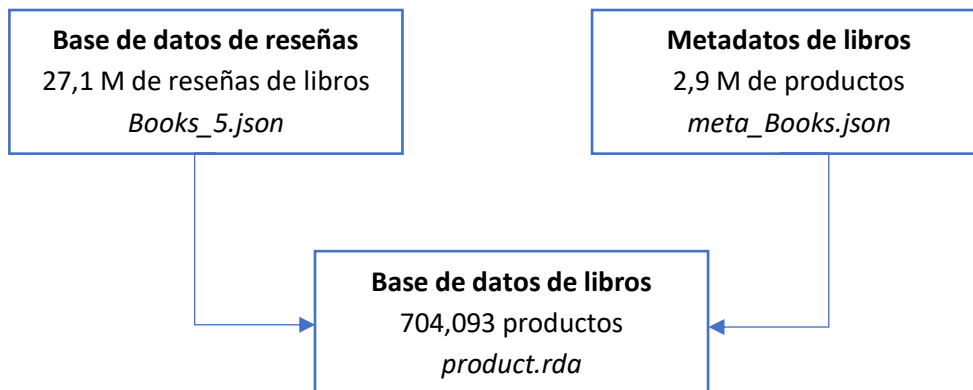 Base de datos de reseñas
27,1 M de reseñas de libros
Books_5.json
Metadatos de libros
2,9 M de productos
meta_Books.json
Base de datos de libros
704,093 productos
product.rda